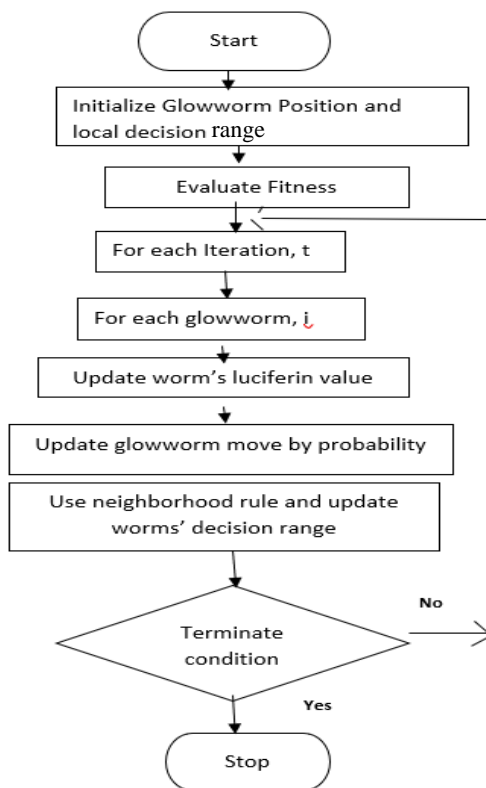 Start
Initialize Glowworm Position and
local decision range
Evaluate Fitness
For each Iteration, t
For each glowworm, i
Update worm's luciferin value
Update glowworm move by probability
Use neighborhood rule and update
worms' decision range
No
Terminate
condition
Yes
Stop